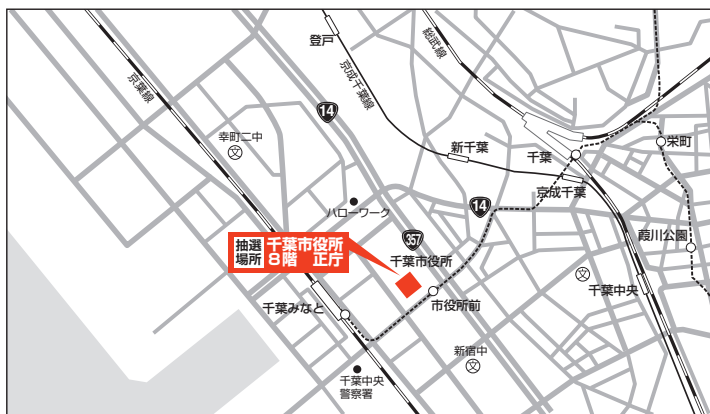 登戸
総武線
京葉線
京成千葉線
14
幸町二中
文
新千葉
千葉
栄町
京成千葉
ハローワーク
14
葭川公園
抽選
場所
千葉市役所
8階 正庁
357
千葉市役所
文
千葉中央
千葉みなと
市役所前
新宿中
文
千葉中央
警察署